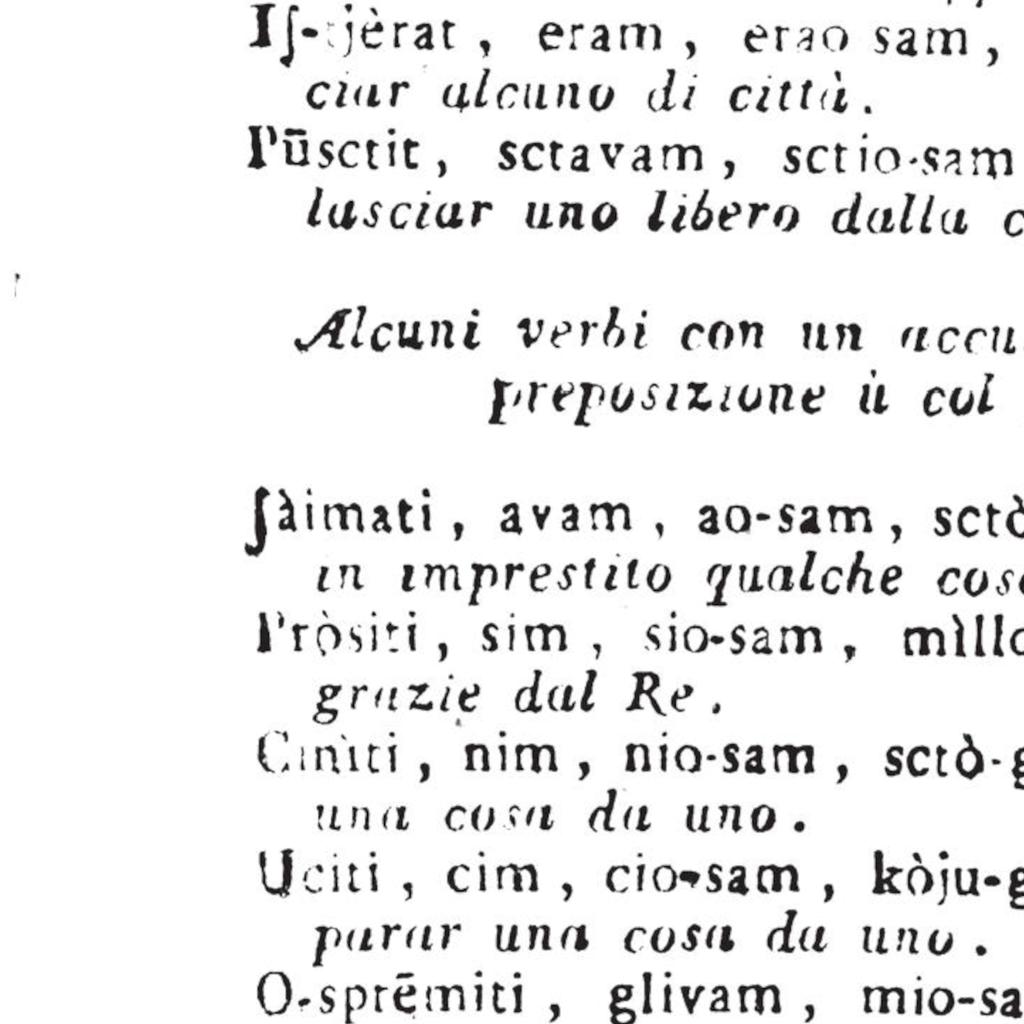 Iʃ-tjèrat, eram, erao sam,
ciar alcuno di città.
Pūsctit, sctavam, sctio-sam
lasciar uno libero dalla c
Alcuni verbi con un accu
preposizione ù col
ʃàimati, avam, ao-sam, sctò
in imprestito qualche cos
Pròsiti, sim, sio-sam, mìllo
grazie dal Re.
Cinìti, nim, nio-sam, sctò-g
una cosa da uno.
Uciti, cim, cio-sam, kòju-g
parar una cosa da uno.
O-sprēmiti, glivam, mio-sa